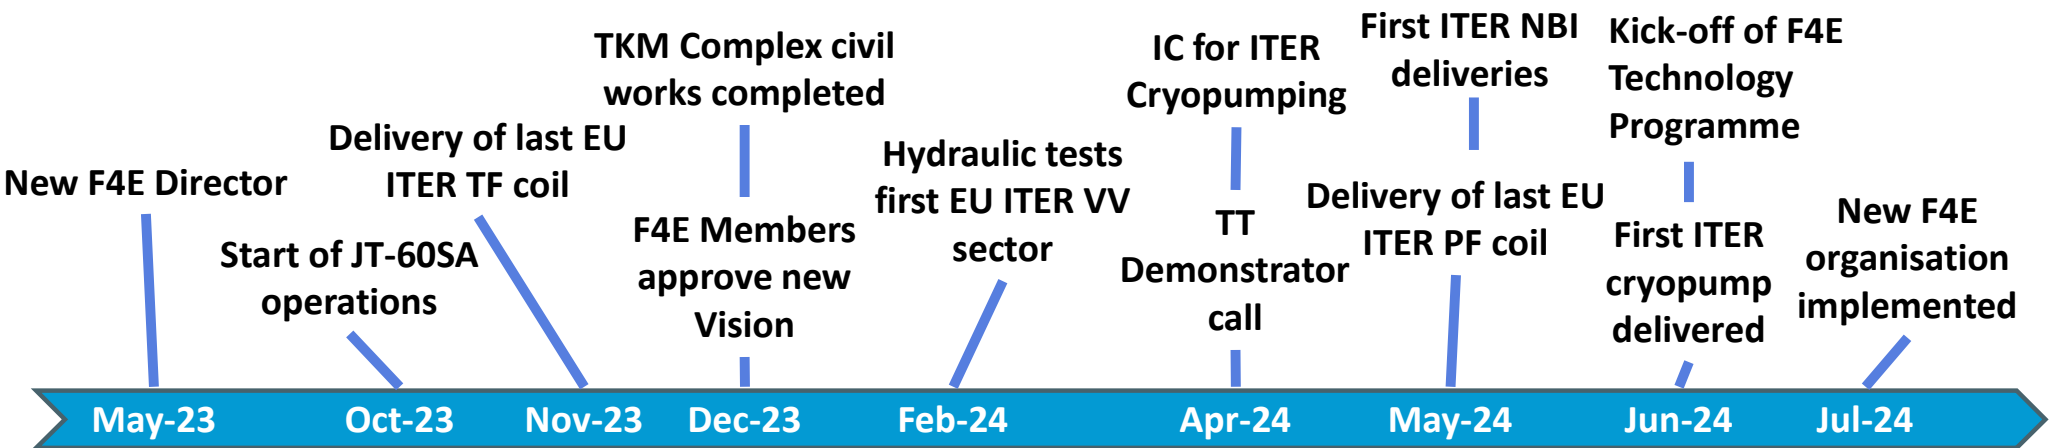 New F4E Director
Start of JT-60SA
operations
Delivery of last EU
ITER TF coil
TKM Complex civil
works completed
F4E Members
approve new
Vision
Hydraulic tests
first EU ITER VV
sector
IC for ITER
Cryopumping
TT
Demonstrator
call
First ITER NBI
deliveries
Delivery of last EU
ITER PF coil
Kick-off of F4E
Technology
Programme
First ITER
cryopump
delivered
New F4E
organisation
implemented
May-23
Oct-23
Nov-23
Dec-23
Feb-24
Apr-24
May-24
Jun-24
Jul-24